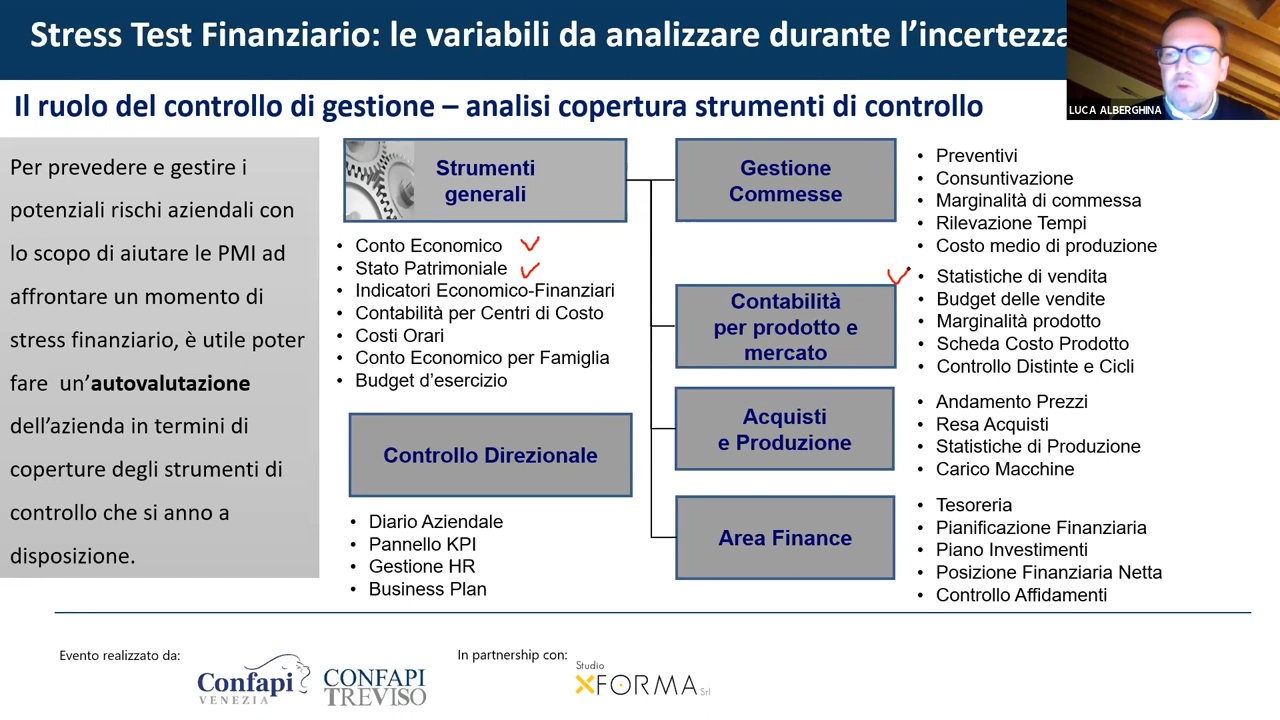 Stress Test Finanziario: le variabili da analizzare durante l'incertezza
LUCA ALBERGHINA
Il ruolo del controllo di gestione – analisi copertura strumenti di controllo
Per prevedere e gestire i
potenziali rischi aziendali con
lo scopo di aiutare le PMI ad
affrontare un momento di
stress finanziario, è utile poter
fare un'autovalutazione
dell'azienda in termini di
coperture degli strumenti di
controllo che si anno a
disposizione.
Strumenti
generali
• Conto Economico
• Stato Patrimoniale
• Indicatori Economico-Finanziari
• Contabilità per Centri di Costo
• Costi Orari
• Conto Economico per Famiglia
• Budget d'esercizio
Controllo Direzionale
• Diario Aziendale
• Pannello KPI
• Gestione HR
• Business Plan
Gestione
Commesse
• Preventivi
• Consuntivazione
• Marginalità di commessa
• Rilevazione Tempi
• Costo medio di produzione
Contabilità
per prodotto e
mercato
• Statistiche di vendita
• Budget delle vendite
• Marginalità prodotto
• Scheda Costo Prodotto
• Controllo Distinte e Cicli
Acquisti
e Produzione
• Andamento Prezzi
• Resa Acquisti
• Statistiche di Produzione
• Carico Macchine
Area Finance
• Tesoreria
• Pianificazione Finanziaria
• Piano Investimenti
• Posizione Finanziaria Netta
• Controllo Affidamenti
Evento realizzato da:
Confapi
VENEZIA
CONFAPI
TREVISO
In partnership con:
Studio
XFORMA Srl